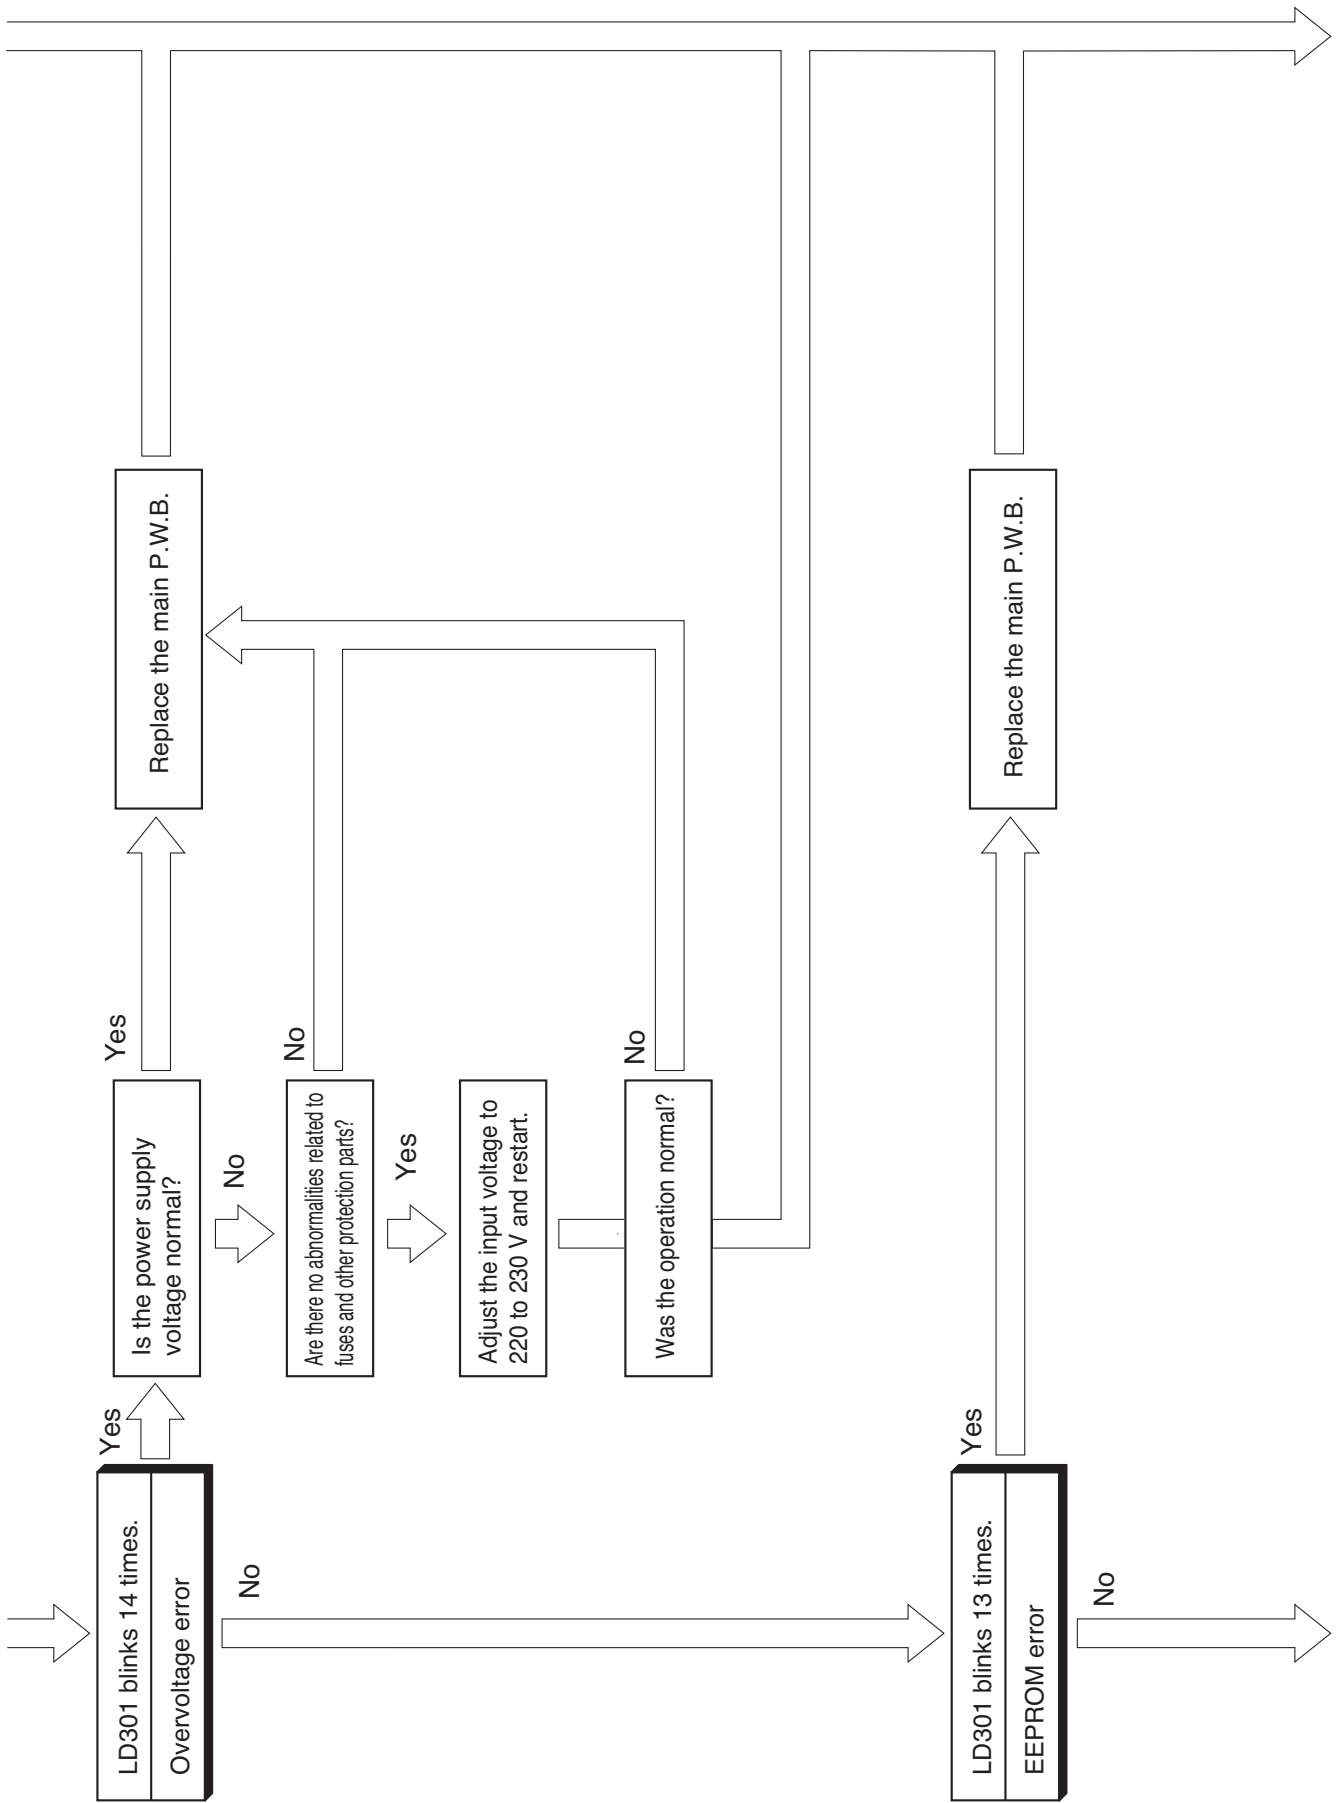 LD301 blinks 14 times.
Overvoltage error
Yes
Is the power supply
voltage normal?
Yes
Replace the main P.W.B.
No
Are there no abnormalities related to
fuses and other protection parts?
No
Yes
Adjust the input voltage to
220 to 230 V and restart.
Was the operation normal?
No
No
LD301 blinks 13 times.
EEPROM error
Yes
Replace the main P.W.B.
No